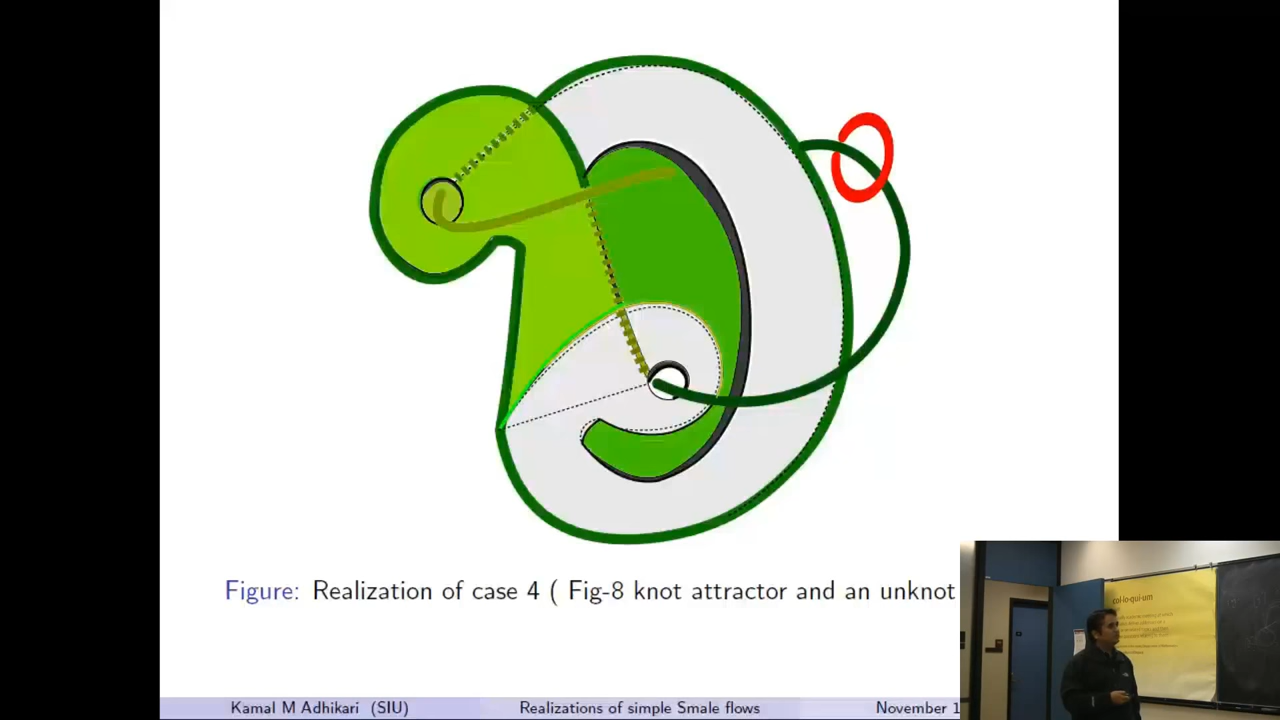 Figure: Realization of case 4 ( Fig-8 knot attractor and an unknot
Kamal M Adhikari (SIU)
Realizations of simple Smale flows
November 1
col·lo·qui·um